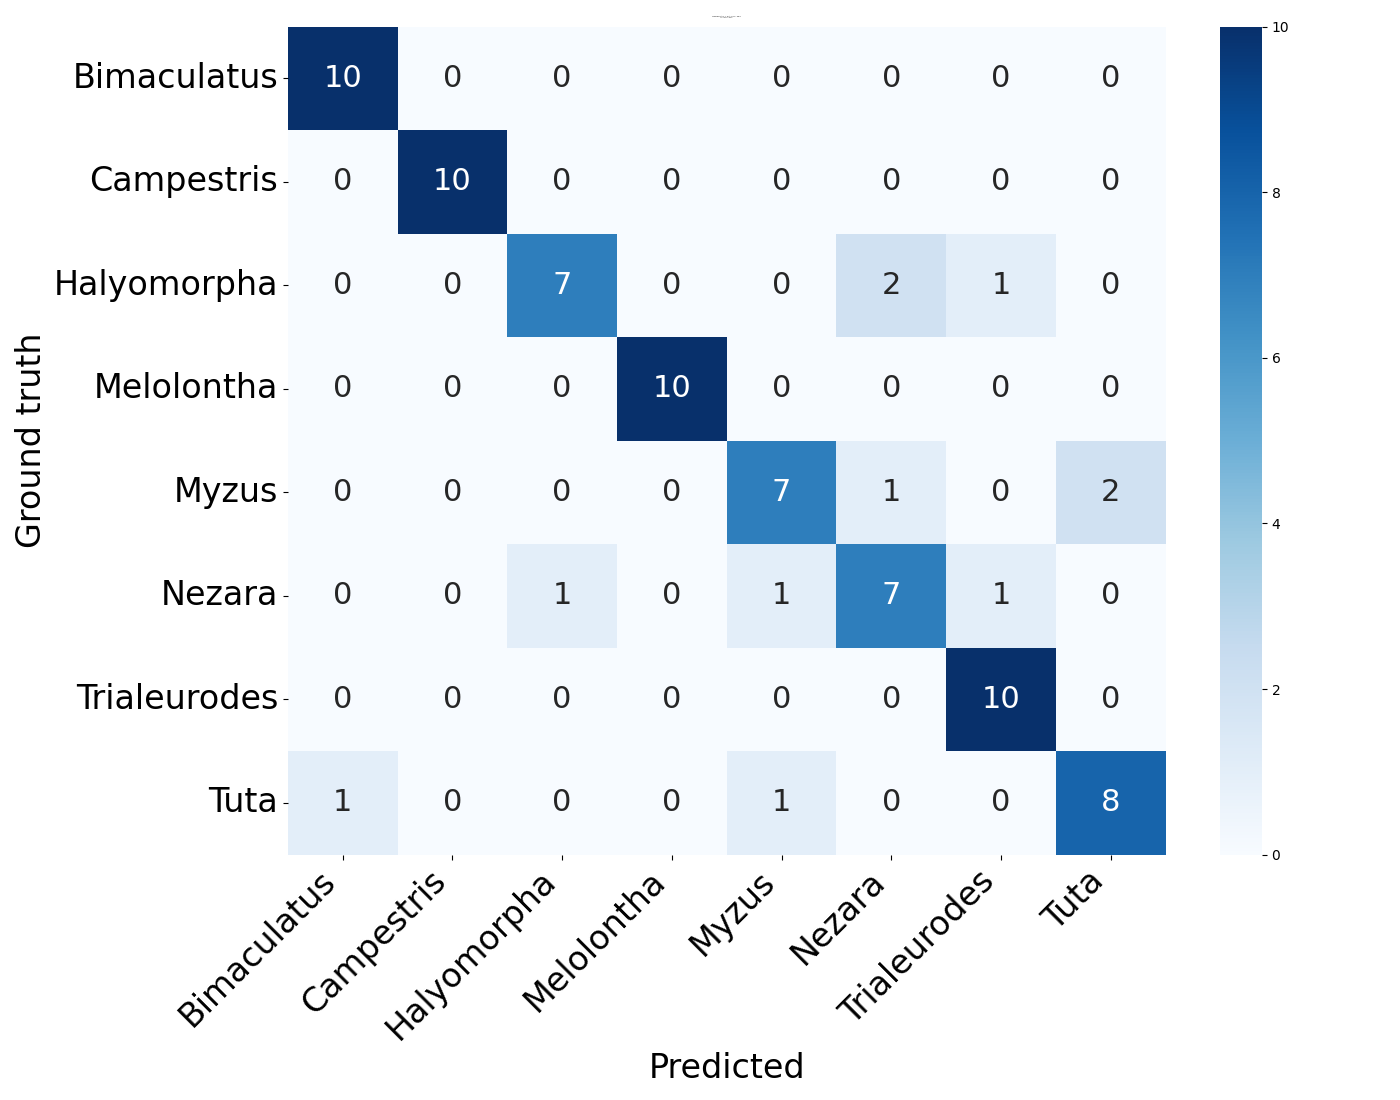 Bimaculatus 10 0 0 0 0 0 0 0
Campestris 0 10 0 0 0 0 0 0
Halyomorpha 0 0 7 0 0 2 1 0
Melolontha 0 0 0 10 0 0 0 0
Myzus 0 0 0 0 7 1 0 2
Nezara 0 0 1 0 1 7 1 0
Trialeurodes 0 0 0 0 0 0 10 0
Tuta 1 0 0 0 1 0 0 8
Ground truth
Bimaculatus Campestris Halyomorpha Melolontha Myzus Nezara Trialeurodes Tuta
Predicted
10
8
6
4
2
0